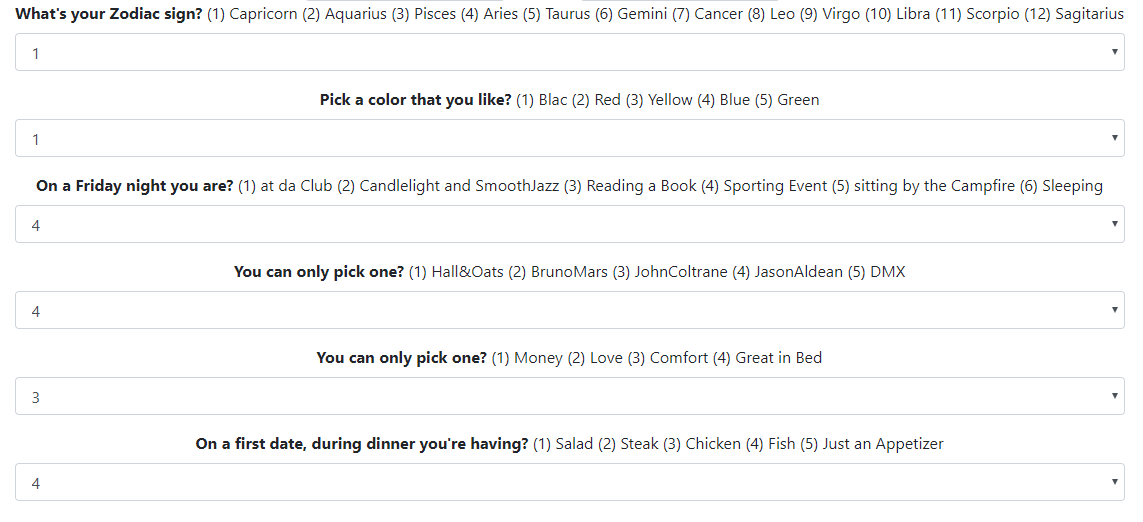 What's your Zodiac sign? (1) Capricorn (2) Aquarius (3) Pisces (4) Aries (5) Taurus (6) Gemini (7) Cancer (8) Leo (9) Virgo (10) Libra (11) Scorpio (12) Sagitarius
1
Pick a color that you like? (1) Blac (2) Red (3) Yellow (4) Blue (5) Green
1
On a Friday night you are? (1) at da Club (2) Candlelight and SmoothJazz (3) Reading a Book (4) Sporting Event (5) sitting by the Campfire (6) Sleeping
4
You can only pick one? (1) Hall&Oats (2) BrunoMars (3) JohnColtrane (4) JasonAldean (5) DMX
4
You can only pick one? (1) Money (2) Love (3) Comfort (4) Great in Bed
3
On a first date, during dinner you're having? (1) Salad (2) Steak (3) Chicken (4) Fish (5) Just an Appetizer
4